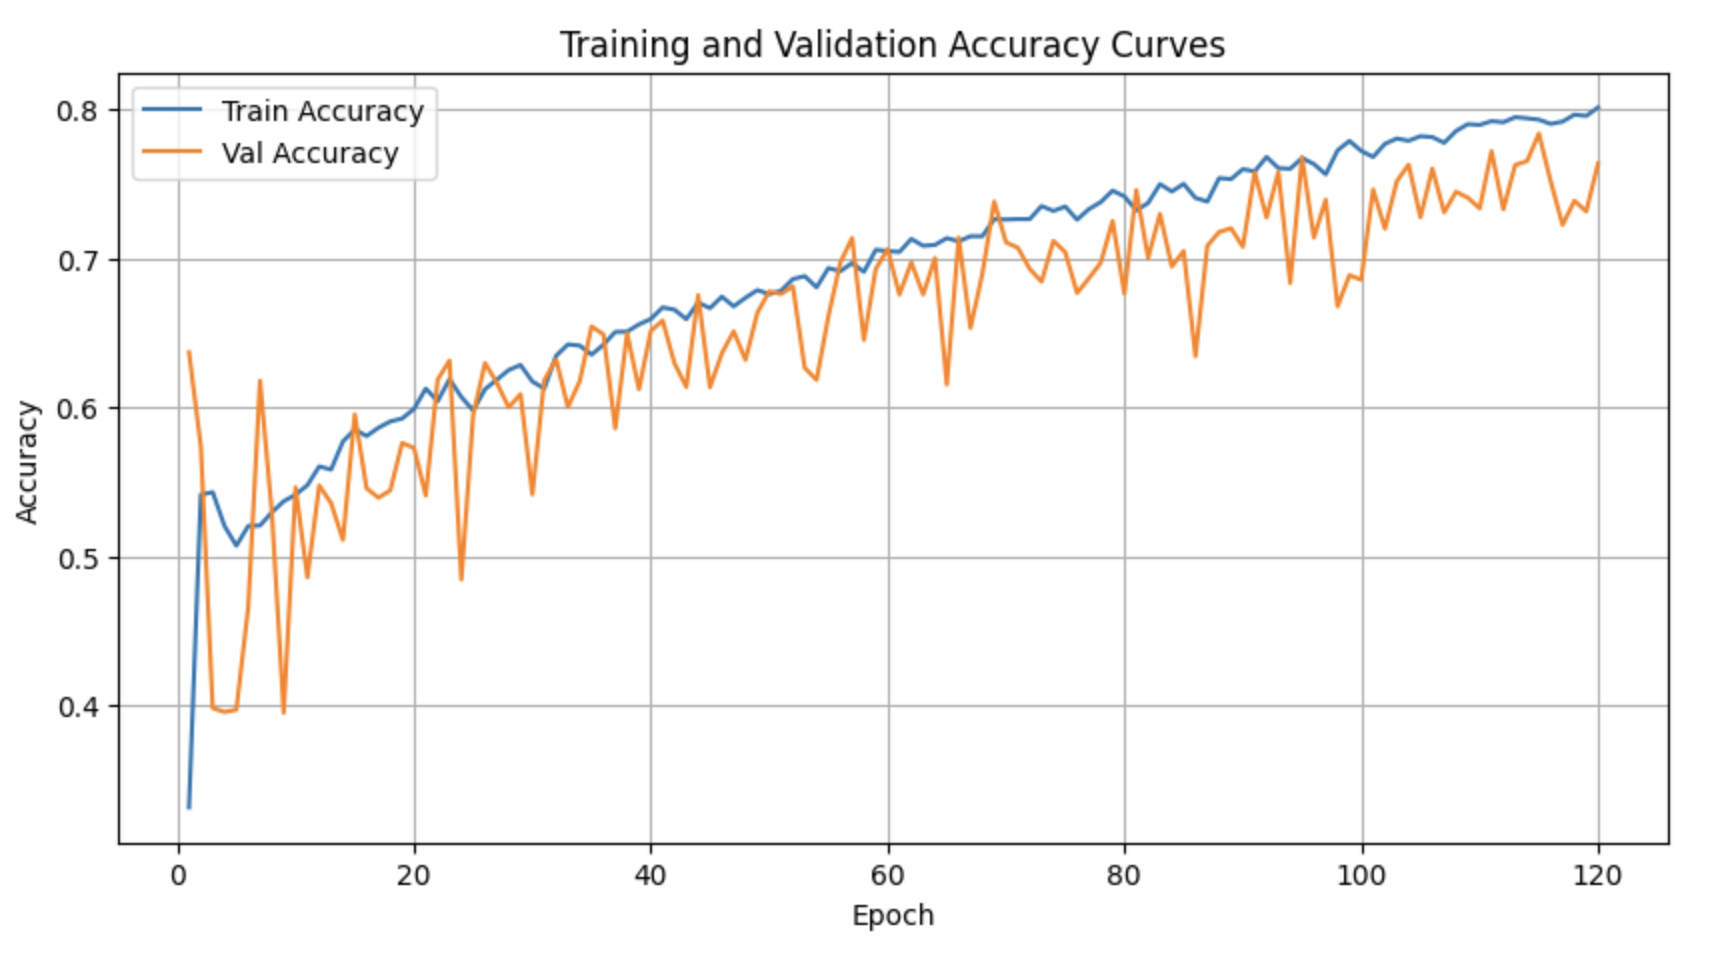 Training and Validation Accuracy Curves
Train Accuracy
Val Accuracy
0.8
0.7
0.6
0.5
0.4
Accuracy
0 20 40 60 80 100 120
Epoch